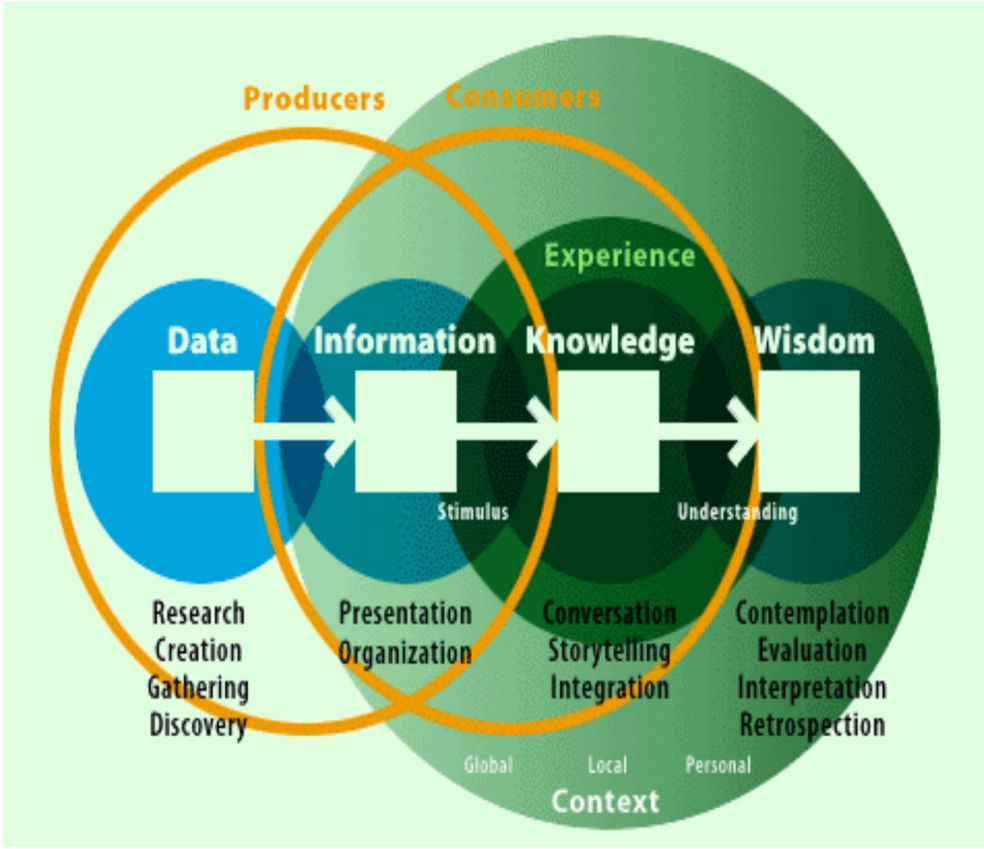 Producers Consumers
Experience
Data Information Knowledge Wisdom
Stimulus Understanding
Research Presentation Conversation Contemplation
Creation Organization Storytelling Evaluation
Gathering Integration Interpretation
Discovery Retrospection
Global Local Personal
Context